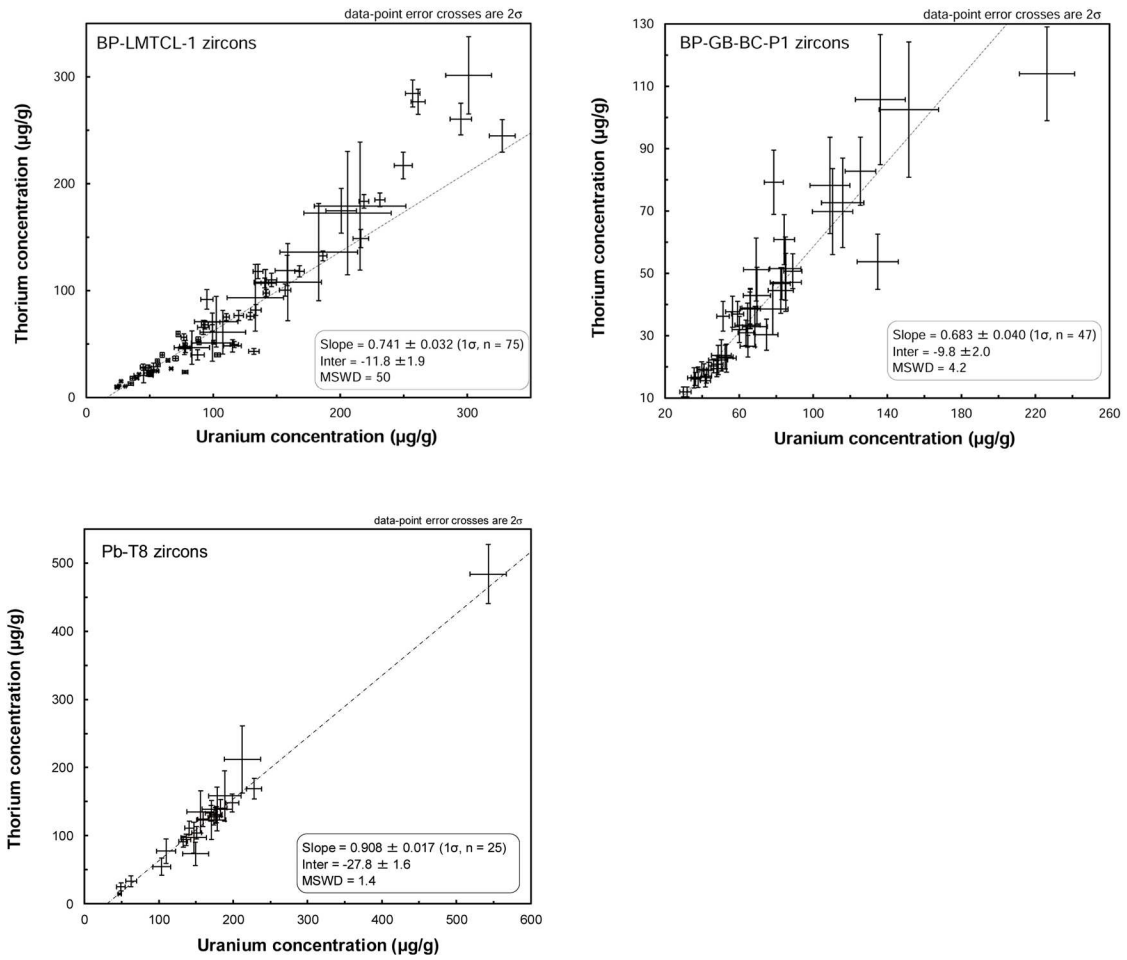 data-point error crosses are 2σ
BP-LMTCL-1 zircons
300
200
100
0
Thorium concentration (µg/g)
Slope = 0.741 ± 0.032 (1σ, n = 75)
Inter = -11.8 ±1.9
MSWD = 50
0 100 200 300
Uranium concentration (µg/g)
data-point error crosses are 2σ
BP-GB-BC-P1 zircons
130
110
90
70
50
30
10
Thorium concentration (µg/g)
Slope = 0.683 ± 0.040 (1σ, n = 47)
Inter = -9.8 ±2.0
MSWD = 4.2
20 60 100 140 180 220 260
Uranium concentration (µg/g)
data-point error crosses are 2σ
Pb-T8 zircons
500
400
300
200
100
0
Thorium concentration (µg/g)
Slope = 0.908 ± 0.017 (1σ, n = 25)
Inter = -27.8 ± 1.6
MSWD = 1.4
0 100 200 300 400 500 600
Uranium concentration (µg/g)